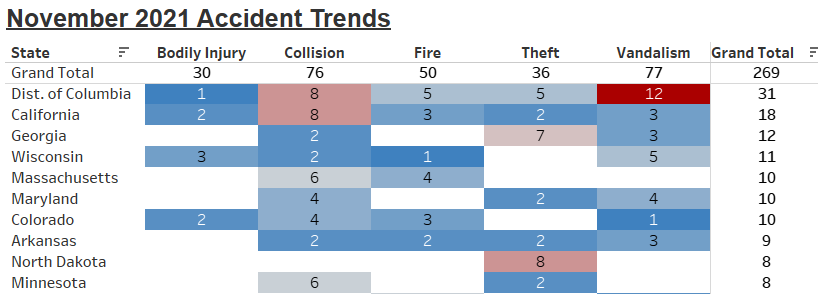 November 2021 Accident Trends
State Bodily Injury Collision Fire Theft Vandalism Grand Total
Grand Total 30 76 50 36 77 269
Dist. of Columbia 1 8 5 5 12 31
California 2 8 3 2 3 18
Georgia 2 7 3 12
Wisconsin 3 2 1 5 11
Massachusetts 6 4 10
Maryland 4 2 4 10
Colorado 2 4 3 1 10
Arkansas 2 2 2 3 9
North Dakota 8 8
Minnesota 6 2 8